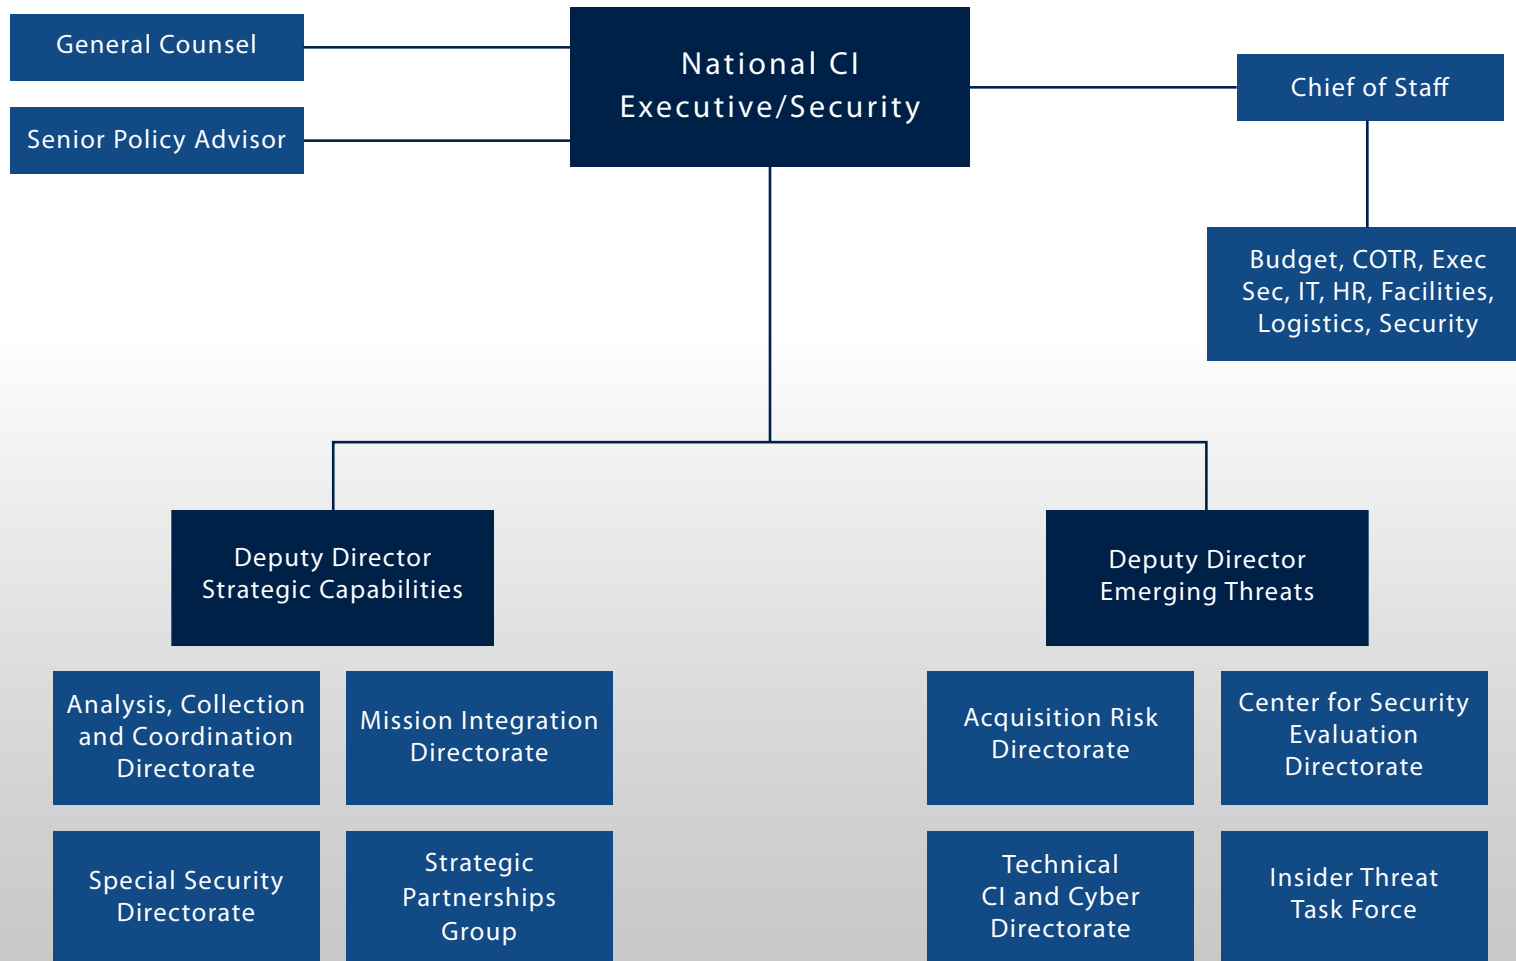 General Counsel
Senior Policy Advisor
National CI
Executive/Security
Chief of Staff
Budget, COTR, Exec
Sec, IT, HR, Facilities,
Logistics, Security
Deputy Director
Strategic Capabilities
Analysis, Collection
and Coordination
Directorate
Mission Integration
Directorate
Special Security
Directorate
Strategic
Partnerships
Group
Deputy Director
Emerging Threats
Acquisition Risk
Directorate
Center for Security
Evaluation
Directorate
Technical
CI and Cyber
Directorate
Insider Threat
Task Force